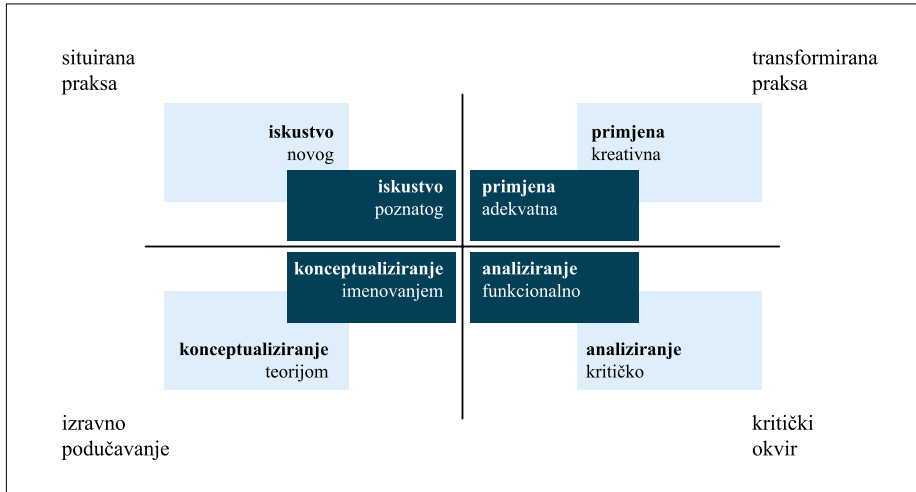 situirana
praksa
transformirana
praksa
iskustvo
novog
primjena
kreativna
iskustvo
poznatog
primjena
adekvatna
konceptualiziranje
imenovanjem
analiziranje
funkcionalno
konceptualiziranje
teorijom
analiziranje
kritičko
izravno
podučavanje
kritički
okvir